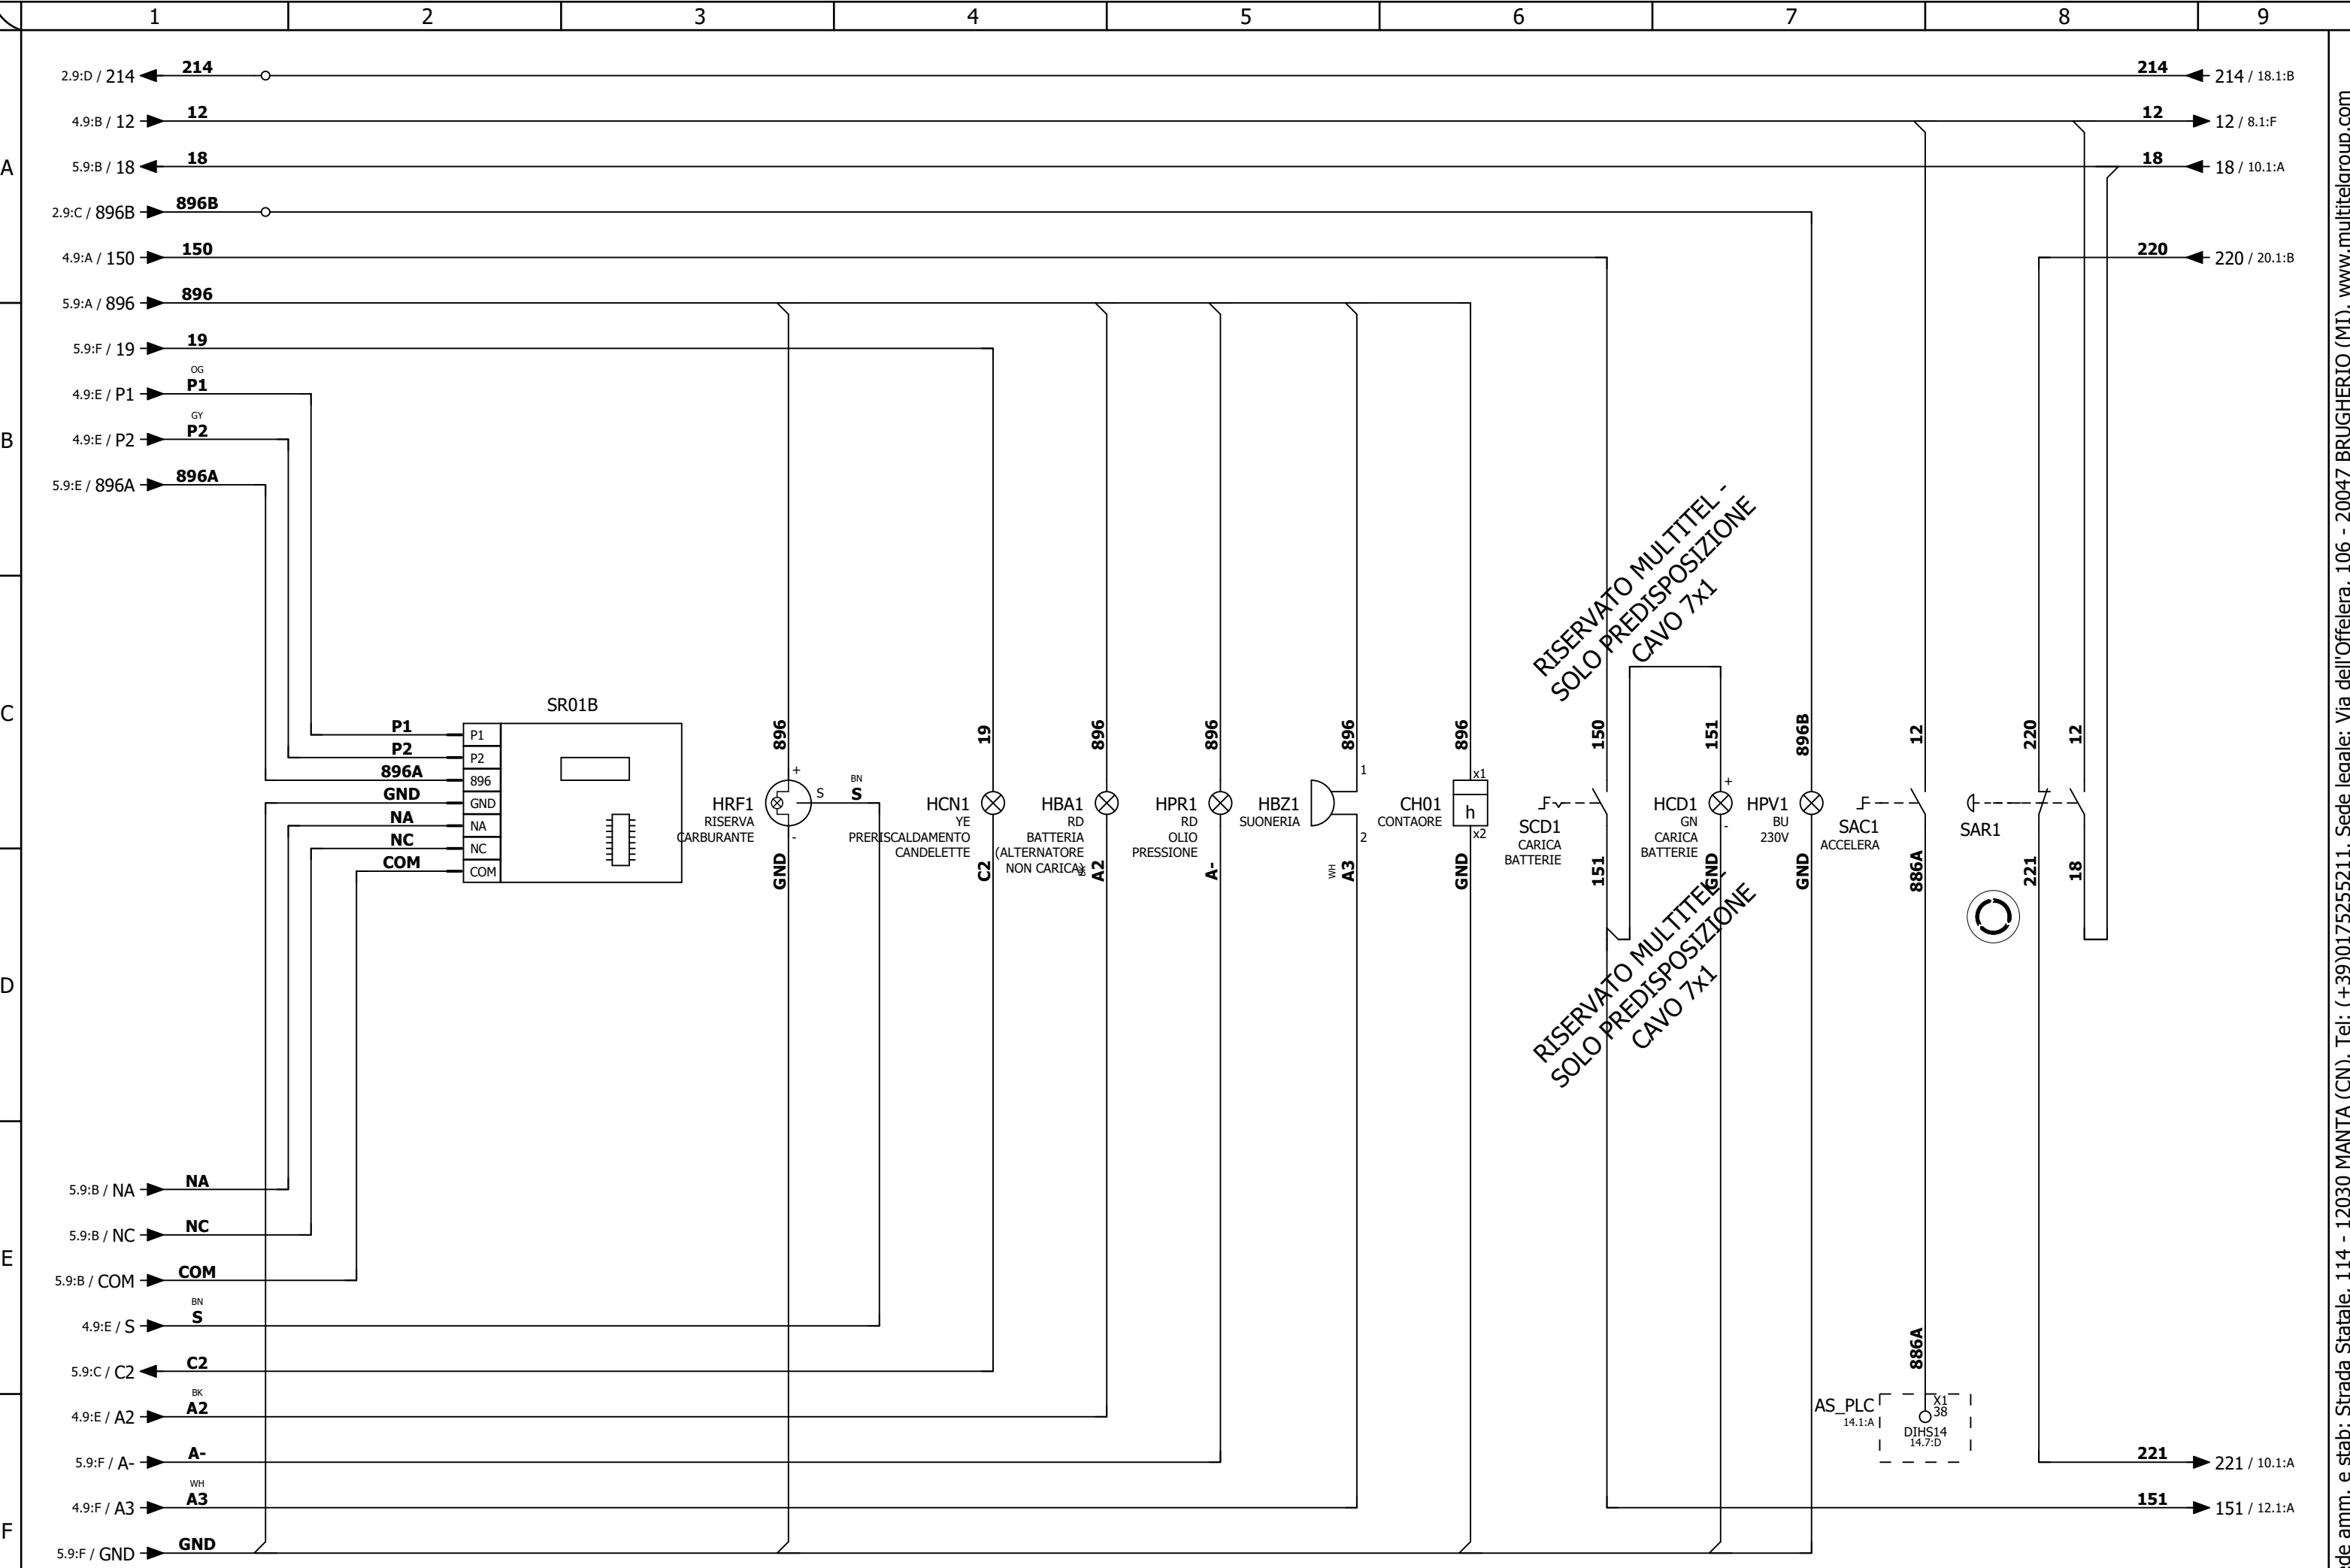 1 2 3 4 5 6 7 8 9
A
B
C
D
E
F
2.9:D / 214 214 214 214 / 18.1:B
4.9:B / 12 12 12 12 / 8.1:F
5.9:B / 18 18 18 18 / 10.1:A
2.9:C / 896B 896B
4.9:A / 150 150 220 220 / 20.1:B
5.9:A / 896 896
5.9:F / 19 19
OG
4.9:E / P1 P1
GY
4.9:E / P2 P2
5.9:E / 896A 896A
RISERVATO MULTITEL -
SOLO PREDISPOSIZIONE
CAVO 7x1
SR01B
P1 P1
P2 P2
896A 896
GND GND
NA NA
NC NC
COM COM
896
+
HRF1 S
RISERVA
CARBURANTE
-
GND
BN
S
19
HCN1
YE
PRERISCALDAMENTO
CANDELETTE
C2
896
HBA1
RD
BATTERIA
(ALTERNATORE
NON CARICA)
BK
A2
896
HPR1
RD
OLIO
PRESSIONE
A-
896
1
HBZ1
SUONERIA
2
WH
A3
896
x1
CH01
CONTAORE
h
x2
GND
150
SCD1
CARICA
BATTERIE
151
151
+
HCD1
GN
CARICA
BATTERIE
-
GND
896B
HPV1
BU
230V
GND
12
SAC1
ACCELERA
886A
220 12
SAR1
221 18
RISERVATO MULTITEL -
SOLO PREDISPOSIZIONE
CAVO 7x1
5.9:B / NA NA
5.9:B / NC NC
5.9:B / COM COM
BN
4.9:E / S S
5.9:C / C2 C2
BK
4.9:E / A2 A2
5.9:F / A- A-
WH
4.9:F / A3 A3
5.9:F / GND GND
886A
AS_PLC
14.1:A
X1
38
DIHS14
14.7:D
221 221 / 10.1:A
151 151 / 12.1:A
amm. e stab: Strada Statale, 114 - 12030 MANTA (CN). Tel: (+39)0175255211. Sede legale: Via dell'Offelera, 106 - 20047 BRUGHERIO (MI). www.multitelgroup.com